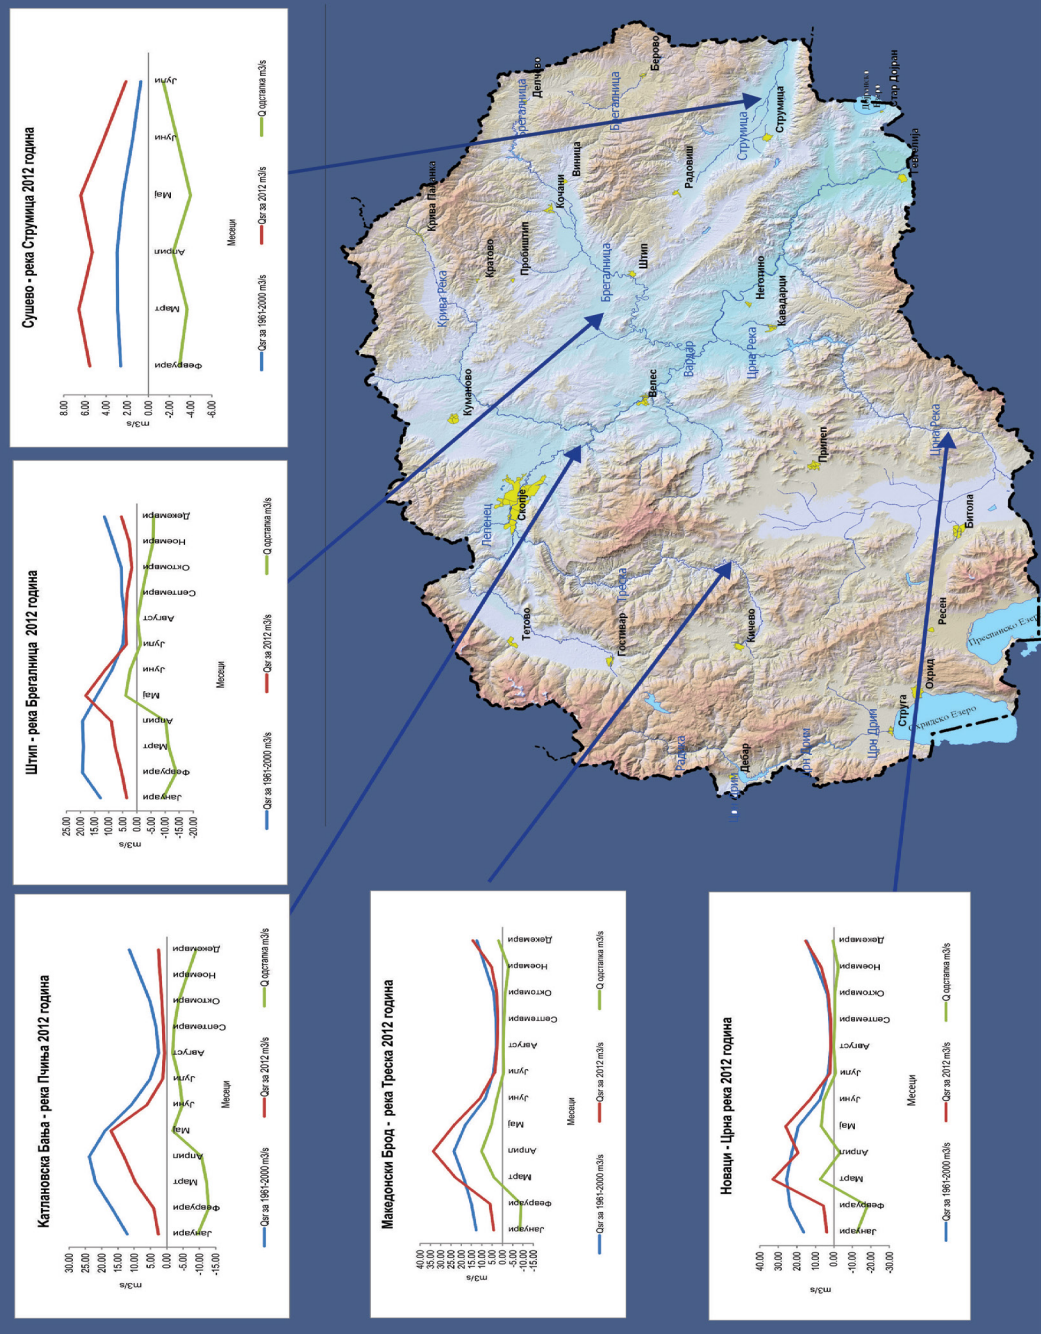 Сушево - река Струмица 2012 година
8.00
6.00
4.00
2.00
0.00
-2.00
-4.00
-6.00
m3/s
Февруари
Март
Април
Мај
Јуни
Јули
Месеци
Qsr за 1961-2000 m3/s
Qsr за 2012 m3/s
Q одстапка m3/s
Штип - река Брегалница 2012 година
25.00
20.00
15.00
10.00
5.00
0.00
-5.00
-10.00
-15.00
-20.00
m3/s
Јануари
Февруари
Март
Април
Мај
Јуни
Јули
Август
Септември
Октомври
Ноември
Декември
Месеци
Qsr за 1961-2000 m3/s
Qsr за 2012 m3/s
Q одстапка m3/s
Катлановска Бања - река Пчиња 2012 година
30.00
25.00
20.00
15.00
10.00
5.00
0.00
-5.00
-10.00
-15.00
m3/s
Јануари
Февруари
Март
Април
Мај
Јуни
Јули
Август
Септември
Октомври
Ноември
Декември
Месеци
Qsr за 1961-2000 m3/s
Qsr за 2012 m3/s
Q одстапка m3/s
Македонски Брод - река Треска 2012 година
40.00
35.00
30.00
25.00
20.00
15.00
10.00
5.00
0.00
-5.00
-10.00
-15.00
m3/s
Јануари
Февруари
Март
Април
Мај
Јуни
Јули
Август
Септември
Октомври
Ноември
Декември
Месеци
Qsr за 1961-2000 m3/s
Qsr за 2012 m3/s
Q одстапка m3/s
Новаци - Црна река 2012 година
40.00
30.00
20.00
10.00
0.00
-10.00
-20.00
-30.00
m3/s
Јануари
Февруари
Март
Април
Мај
Јуни
Јули
Август
Септември
Октомври
Ноември
Декември
Месеци
Qsr за 1961-2000 m3/s
Qsr за 2012 m3/s
Q одстапка m3/s
Крива Паланка
Крива Река
Куманово
Кратово
Пробиштип
Кочани
Виница
Делчево
Брегалница
Берово
Брегалница
Лепенец
Скопје
Брегалница
Штип
Радовиш
Струмица
Струмица
Тетово
Треска
Гостивар
Велес
Вардар
Црна Река
Неготино
Кавадарци
Гевгелија
Стар Дојран
Радика
Дебар
Кичево
Прилеп
Црна Река
Битола
Ресен
Преспанско Езеро
Охрид
Струга
Охридско Езеро
Црн Дрим